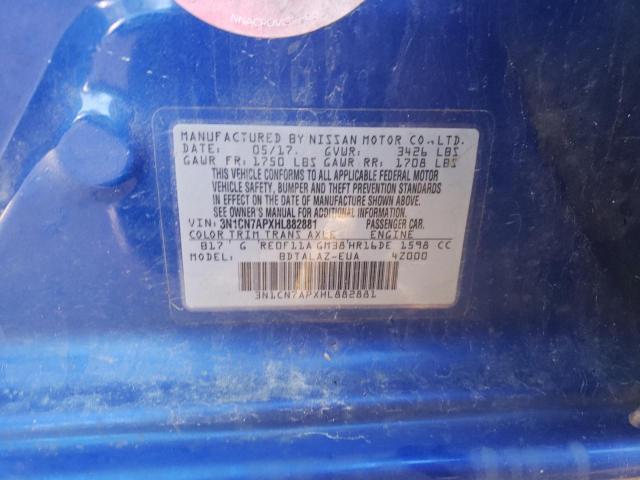 MANUFACTURED BY NISSAN MOTOR CO.,LTD.
DATE: 05/17. GVWR: 3426 LBS
GAWR FR: 1750 LBS GAWR RR: 1708 LBS
THIS VEHICLE CONFORMS TO ALL APPLICABLE FEDERAL MOTOR
VEHICLE SAFETY, BUMPER AND THEFT PREVENTION STANDARDS
IN EFFECT ON THE DATE OF MANUFACTURE SHOWN ABOVE.
SEE OWNER'S MANUAL FOR ADDITIONAL INFORMATION.
VIN: 3N1CN7APXHL882881 PASSENGER CAR.
COLOR TRIM TRANS AXLE ENGINE
B17 G RE0F11A GM38 HR16DE 1598 CC
MODEL: BDTALAZ-EUA 4Z000
3N1CN7APXHL882881